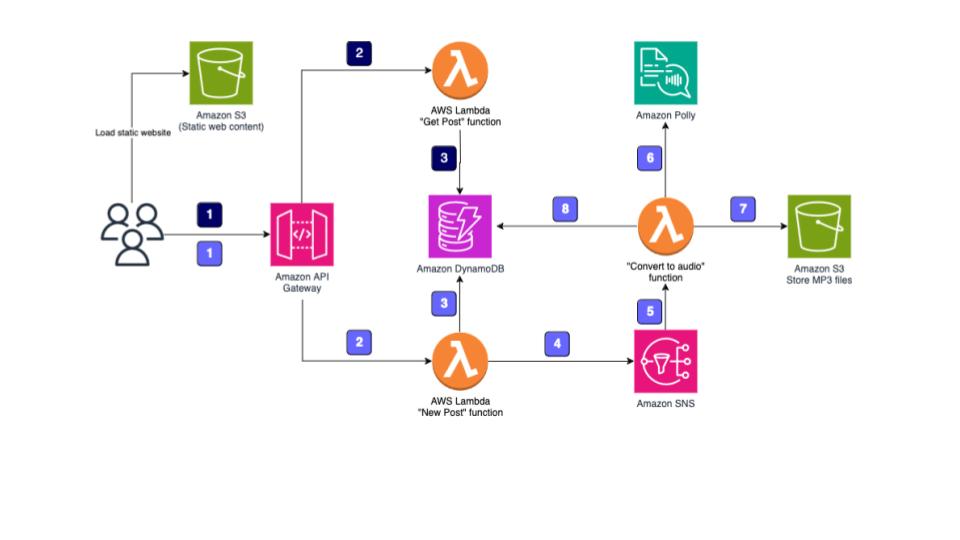 2
Amazon S3
(Static web content)
AWS Lambda
"Get Post" function
Amazon Polly
Load static website
3
6
1
1
8
7
</>
Amazon API
Gateway
Amazon DynamoDB
"Convert to audio"
function
Amazon S3
Store MP3 files
3
5
2
4
AWS Lambda
"New Post" function
Amazon SNS